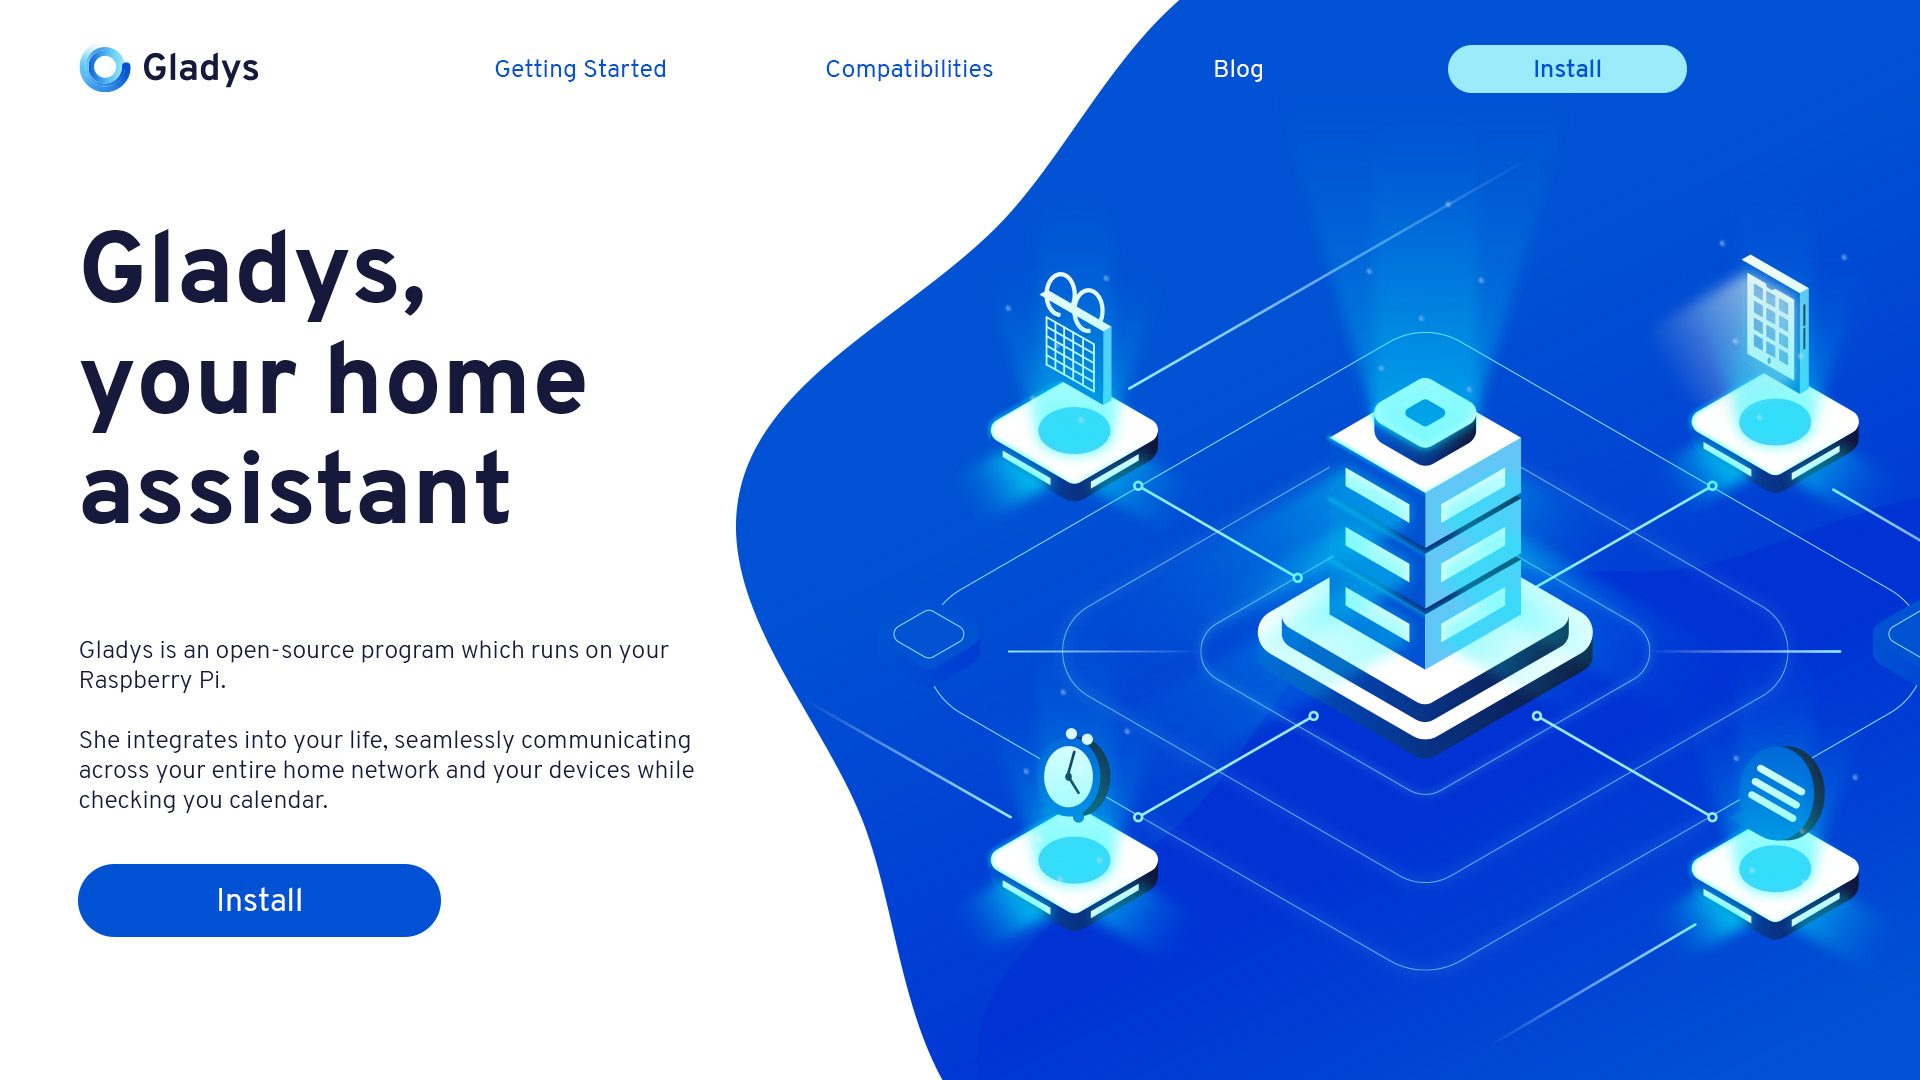 Gladys
Getting Started
Compatibilities
Blog
Install
Gladys,
your home
assistant
Gladys is an open-source program which runs on your
Raspberry Pi.
She integrates into your life, seamlessly communicating
across your entire home network and your devices while
checking you calendar.
Install